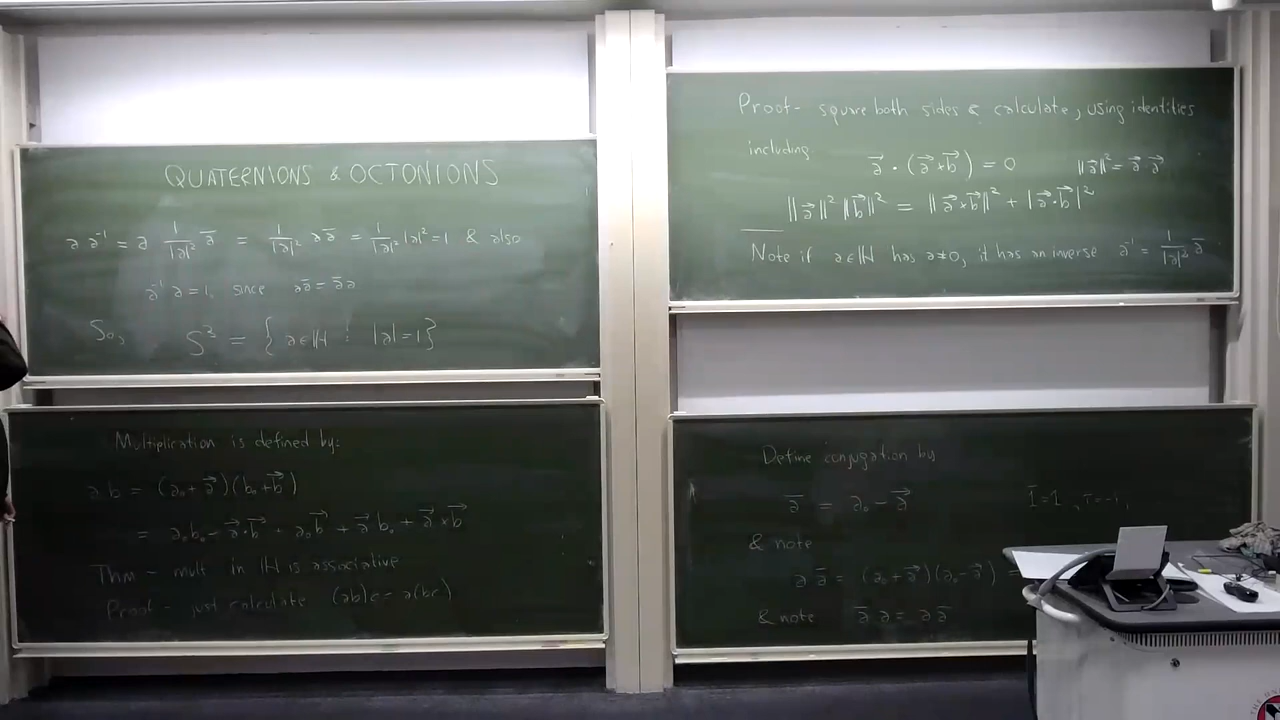 QUATERNIONS & OCTONIONS
a a⁻¹ = a 1/|a|² ā = 1/|a|² a ā = 1/|a|² |a|² = 1 & also
a⁻¹ a = 1, since a ā = ā a
So, S³ = { a ∈ ℍ : |a| = 1 }
Multiplication is defined by:
a b = (a₀ + a⃗)(b₀ + b⃗)
= a₀b₀ - a⃗·b⃗ + a₀b⃗ + a⃗b₀ + a⃗×b⃗
Thm - mult in ℍ is associative
Proof - just calculate (ab)c = a(bc)
Proof - square both sides & calculate, using identities
including a⃗ · (a⃗×b⃗) = 0 ||a⃗||² = a⃗·a⃗
||a⃗||² ||b⃗||² = ||a⃗×b⃗||² + |a⃗·b⃗|²
Note if a ∈ ℍ has a ≠ 0, it has an inverse a⁻¹ = 1/|a|² ā
Define conjugation by
ā = a₀ - a⃗
& note
a ā = (a₀ + a⃗)(a₀ - a⃗) =
& note ā a = a ā